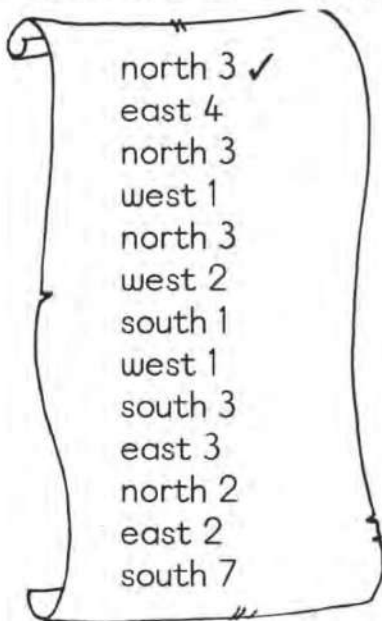 north 3 ✓
east 4
north 3
west 1
north 3
west 2
south 1
west 1
south 3
east 3
north 2
east 2
south 7